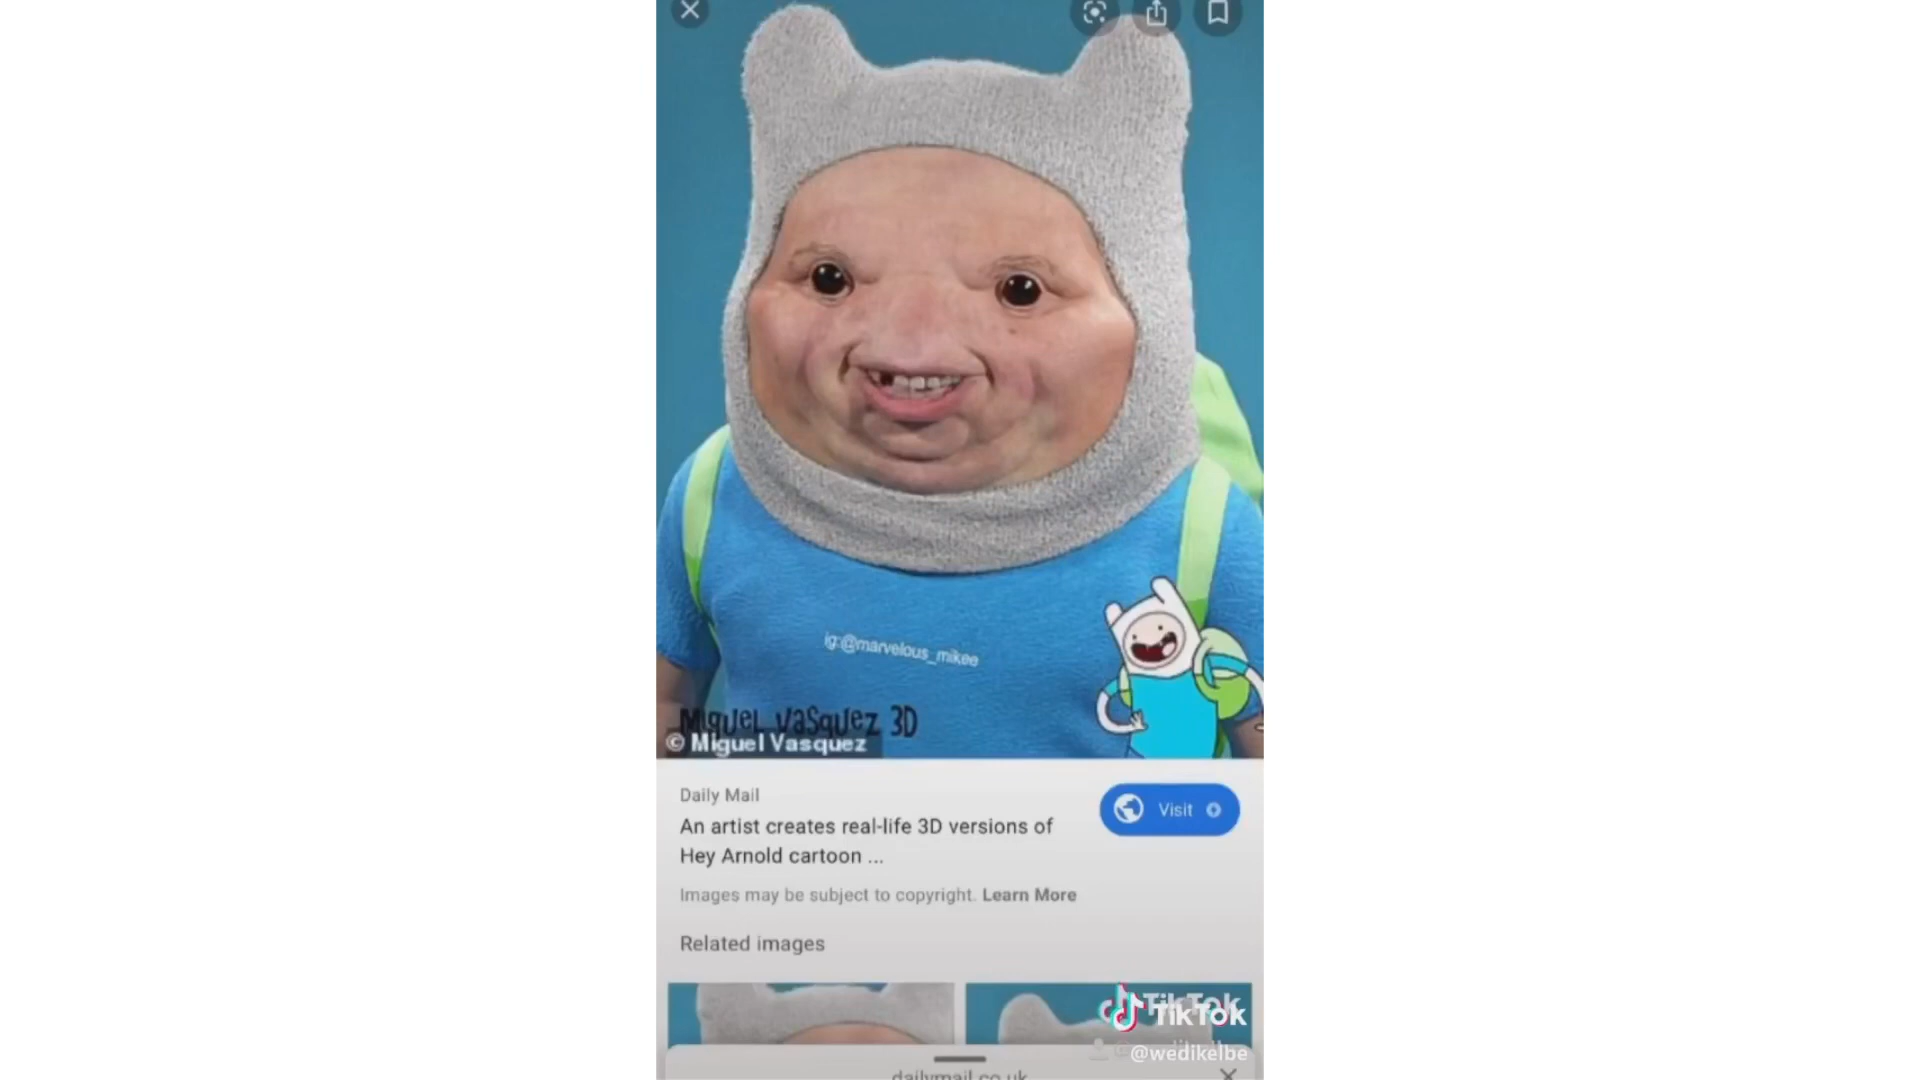 ig:@marvelous_mikee
Miguel Vasquez 3D
© Miguel Vasquez
Daily Mail
Visit
An artist creates real-life 3D versions of
Hey Arnold cartoon ...
Images may be subject to copyright. Learn More
Related images
TikTok
TikTok
@wedikelbe
dailymail.co.uk